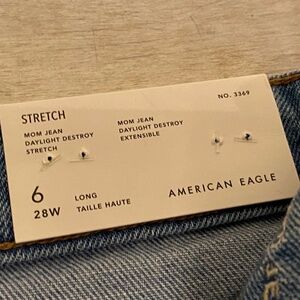 STRETCH
NO. 3369
MOM JEAN
DAYLIGHT DESTROY
STRETCH
MOM JEAN
DAYLIGHT DESTROY
EXTENSIBLE
6
28W
LONG
TAILLE HAUTE
AMERICAN EAGLE